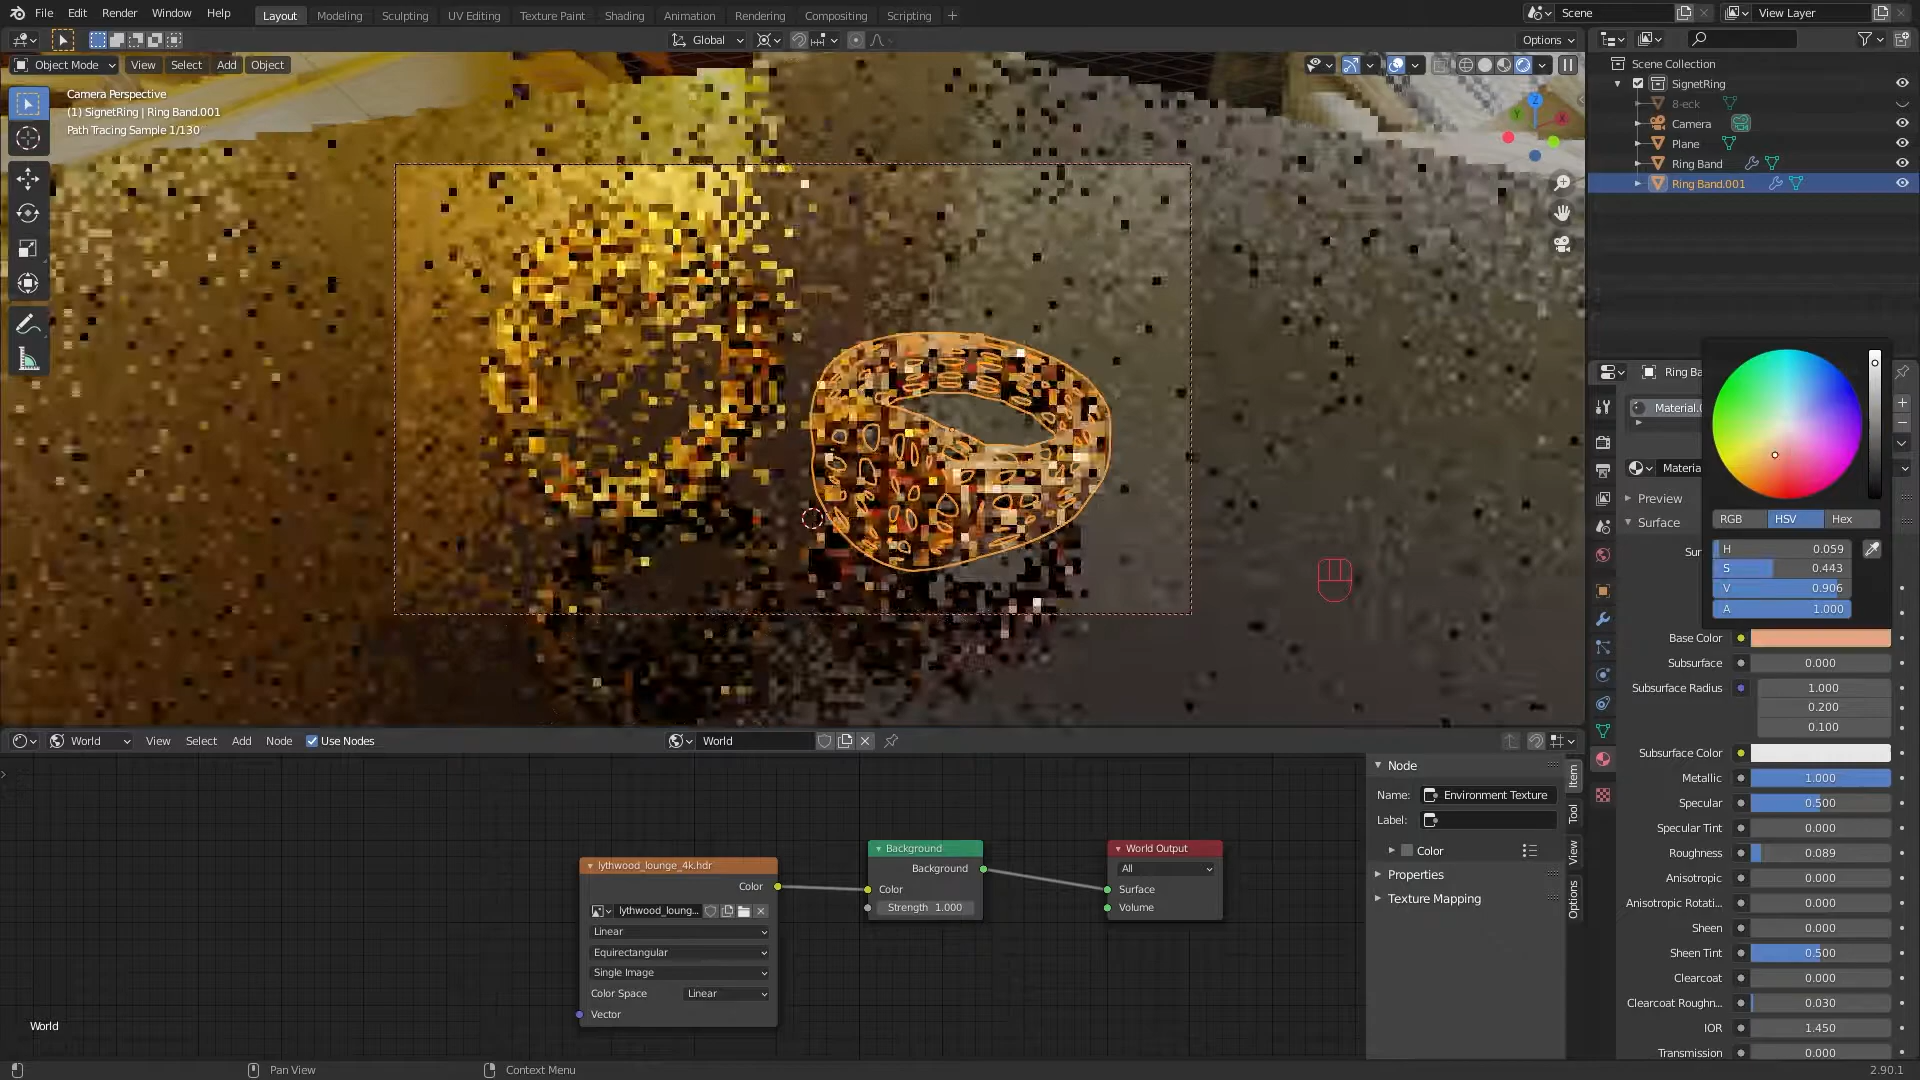 File Edit Render Window Help
Layout Modeling Sculpting UV Editing Texture Paint Shading Animation Rendering Compositing Scripting
Scene
View Layer
Global
Options
Object Mode View Select Add Object
Camera Perspective
(1) SignetRing | Ring Band.001
Path Tracing Sample 1/130
Z
Y
X
Scene Collection
SignetRing
8-eck
Camera
Plane
Ring Band
Ring Band.001
Ring Ba
Material.0
Materia
Preview
Surface
Sur
RGB HSV Hex
H 0.059
S 0.443
V 0.906
A 1.000
Base Color
Subsurface 0.000
Subsurface Radius 1.000
0.200
0.100
Subsurface Color
Metallic 1.000
Specular 0.500
Specular Tint 0.000
Roughness 0.089
Anisotropic 0.000
Anisotropic Rotati... 0.000
Sheen 0.000
Sheen Tint 0.500
Clearcoat 0.000
Clearcoat Roughn... 0.030
IOR 1.450
Transmission 0.000
World View Select Add Node Use Nodes
World
lythwood_lounge_4k.hdr
Color
lythwood_loung...
Linear
Equirectangular
Single Image
Color Space Linear
Vector
Background
Background
Color
Strength 1.000
World Output
All
Surface
Volume
Node
Name: Environment Texture
Label:
Color
Properties
Texture Mapping
Item
Tool
View
Options
World
Pan View
Context Menu
2.90.1